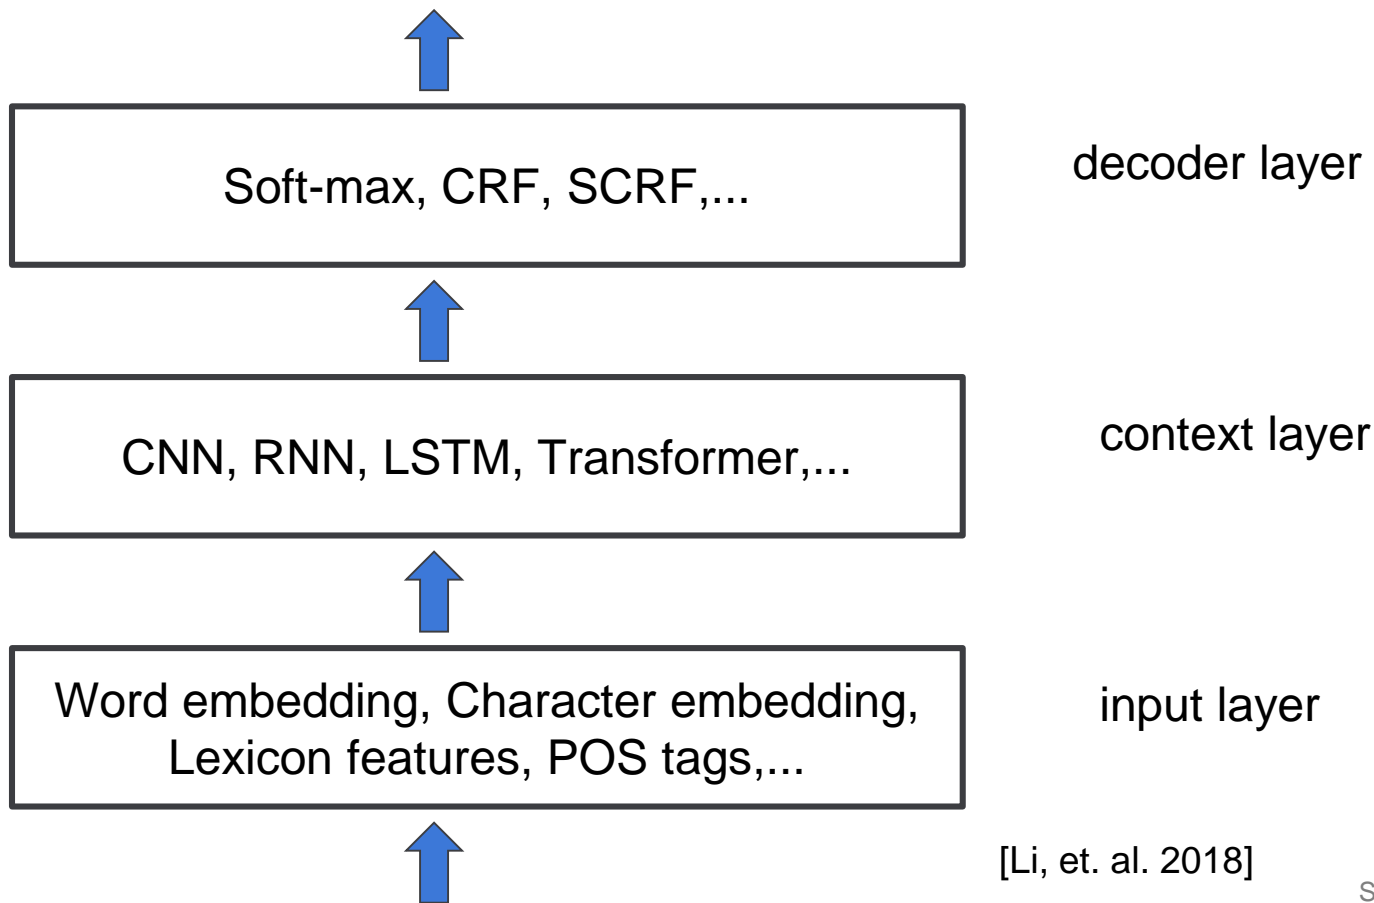 Soft-max, CRF, SCRF,...
decoder layer
CNN, RNN, LSTM, Transformer,...
context layer
Word embedding, Character embedding,
Lexicon features, POS tags,...
input layer
[Li, et. al. 2018]
S